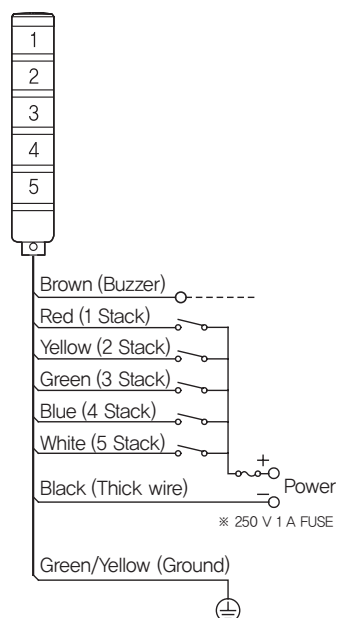 1
2
3
4
5
Brown (Buzzer)
Red (1 Stack)
Yellow (2 Stack)
Green (3 Stack)
Blue (4 Stack)
White (5 Stack)
+
Black (Thick wire)
−
Power
※ 250 V 1 A FUSE
Green/Yellow (Ground)